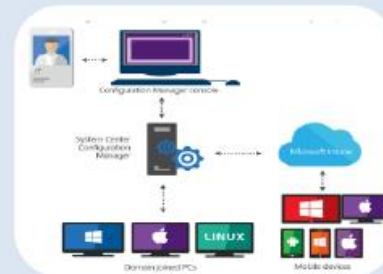 Configuration Manager console
System Center
Configuration
Manager
Microsoft Intune
LINUX
Domain joined PCs
Mobile devices